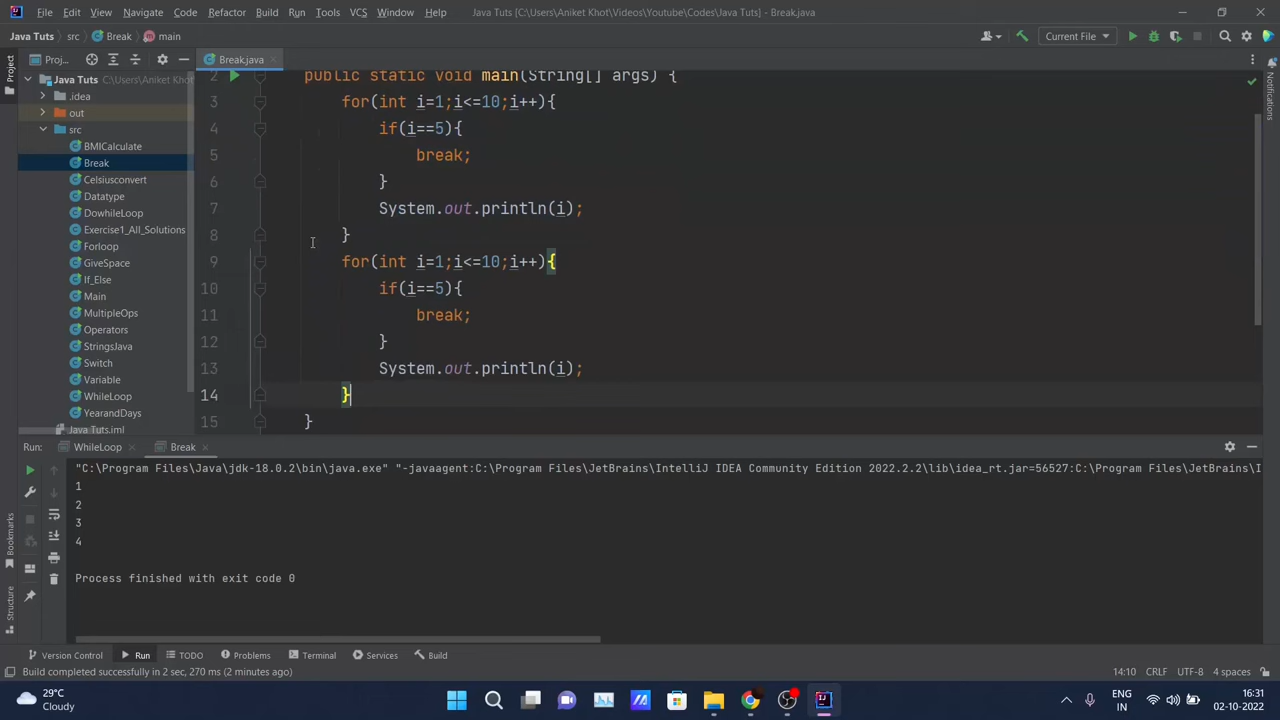 File Edit View Navigate Code Refactor Build Run Tools VCS Window Help Java Tuts [C:\Aniket Khot\Videos\Youtube\Codes\Java Tuts] - Break.java
Java Tuts src Break main Current File
Project Proj... Break.java Notifications
Java Tuts
.idea
out
src
BMICalculate
Break
Celsiusconvert
Datatype
DowhileLoop
Exercise1_All_Solutions
Forloop
GiveSpace
If_Else
Main
MultipleOps
Operators
StringsJava
Switch
Variable
WhileLoop
YearandDays
Java Tuts.iml
2 public static void main(String[] args) {
3 for(int i=1;i<=10;i++){
4 if(i==5){
5 break;
6 }
7 System.out.println(i);
8 }
9 for(int i=1;i<=10;i++){
10 if(i==5){
11 break;
12 }
13 System.out.println(i);
14 }
15 }
Run: WhileLoop Break
"C:\Program Files\Java\jdk-18.0.2\bin\java.exe" "-javaagent:C:\Program Files\JetBrains\IntelliJ IDEA Community Edition 2022.2.2\lib\idea_rt.jar=56527:C:\Program Files\JetBrains\I
1
2
3
4
Process finished with exit code 0
Bookmarks
Structure
Version Control Run TODO Problems Terminal Services Build
Build completed successfully in 2 sec, 270 ms (2 minutes ago) 14:10 CRLF UTF-8 4 spaces
29°C
Cloudy
ENG
IN
16:31
02-10-2022